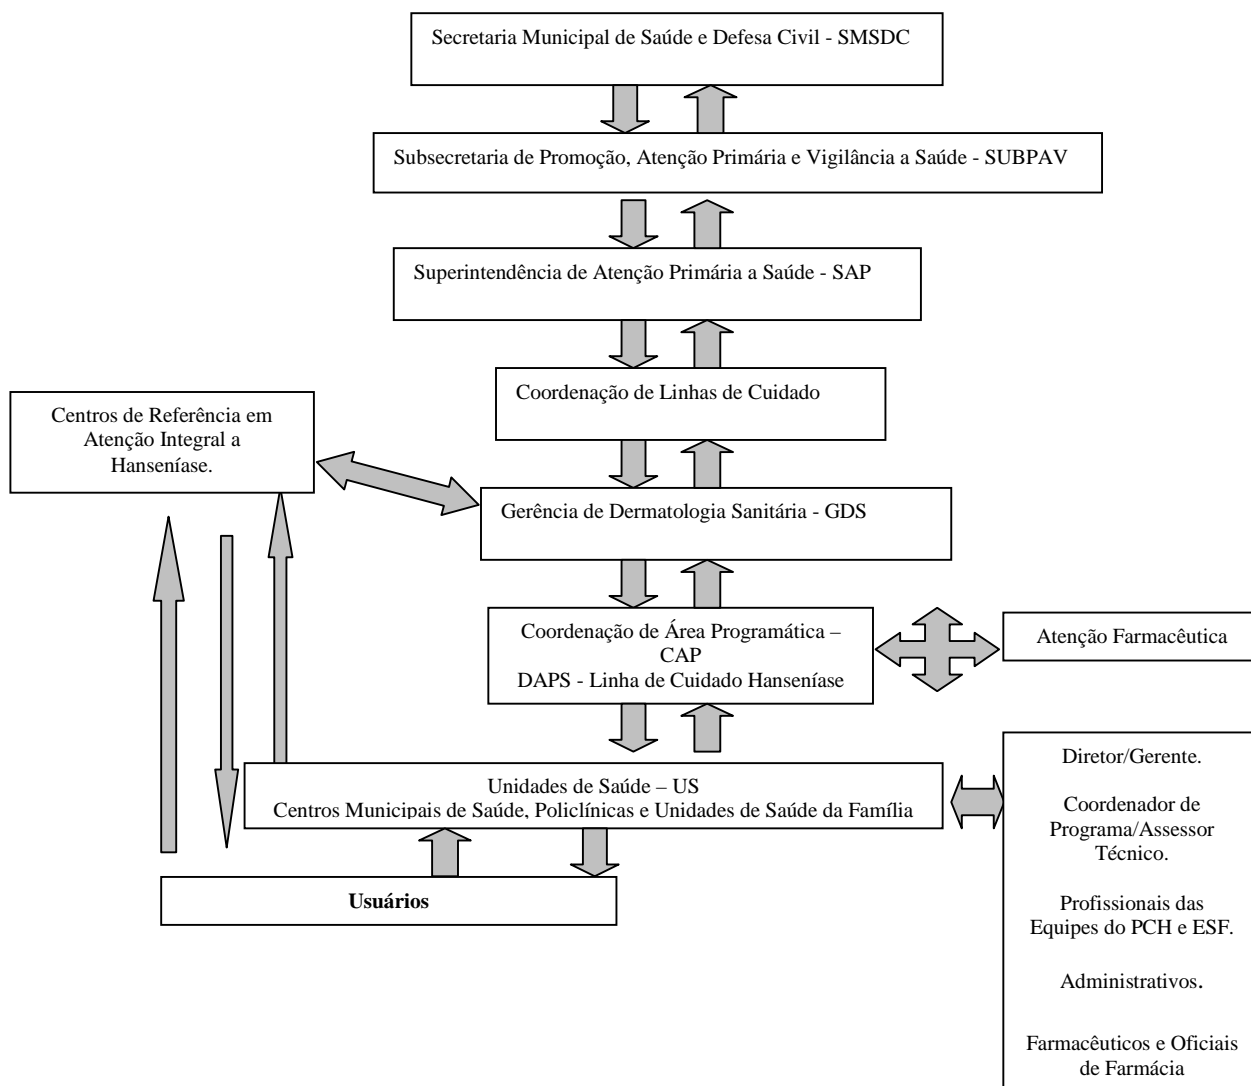 Secretaria Municipal de Saúde e Defesa Civil - SMSDC
Subsecretaria de Promoção, Atenção Primária e Vigilância a Saúde - SUBPAV
Superintendência de Atenção Primária a Saúde - SAP
Coordenação de Linhas de Cuidado
Centros de Referência em
Atenção Integral a
Hanseníase.
Gerência de Dermatologia Sanitária - GDS
Coordenação de Área Programática –
CAP
DAPS - Linha de Cuidado Hanseníase
Atenção Farmacêutica
Unidades de Saúde – US
Centros Municipais de Saúde, Policlínicas e Unidades de Saúde da Família
Usuários
Diretor/Gerente.
Coordenador de
Programa/Assessor
Técnico.
Profissionais das
Equipes do PCH e ESF.
Administrativos.
Farmacêuticos e Oficiais
de Farmácia